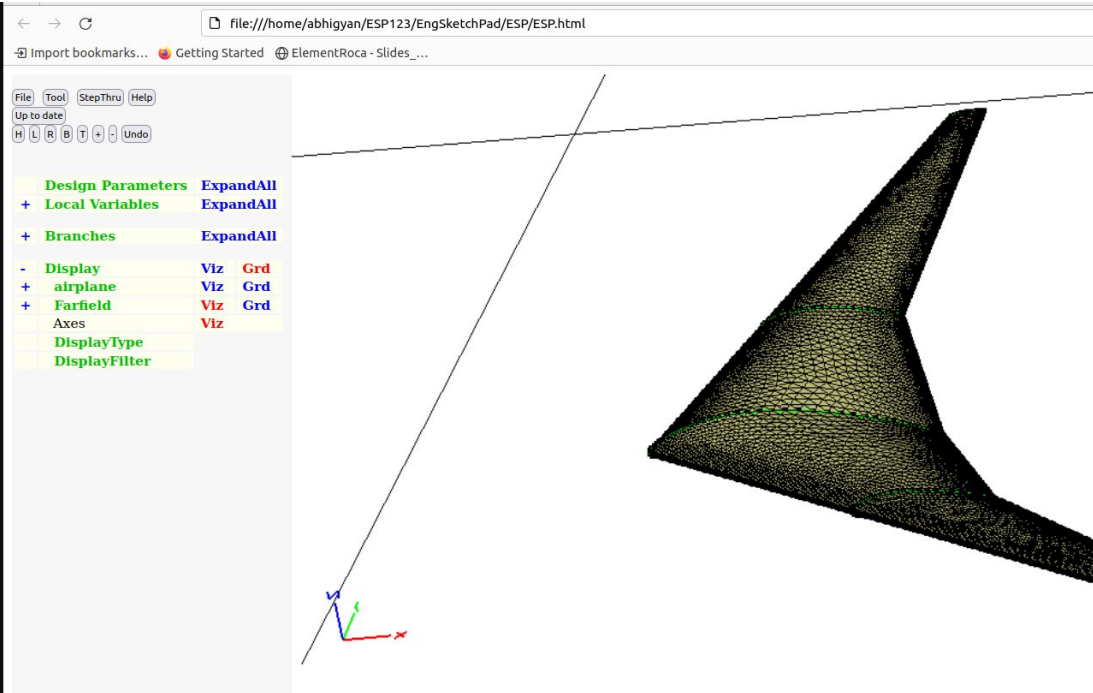 file:///home/abhigyan/ESP123/EngSketchPad/ESP/ESP.html
Import bookmarks... Getting Started ElementRoca - Slides_...
File Tool StepThru Help
Up to date
H L R B T + - Undo
Design Parameters ExpandAll
+ Local Variables ExpandAll
+ Branches ExpandAll
- Display Viz Grd
+ airplane Viz Grd
+ Farfield Viz Grd
Axes Viz
DisplayType
DisplayFilter
x